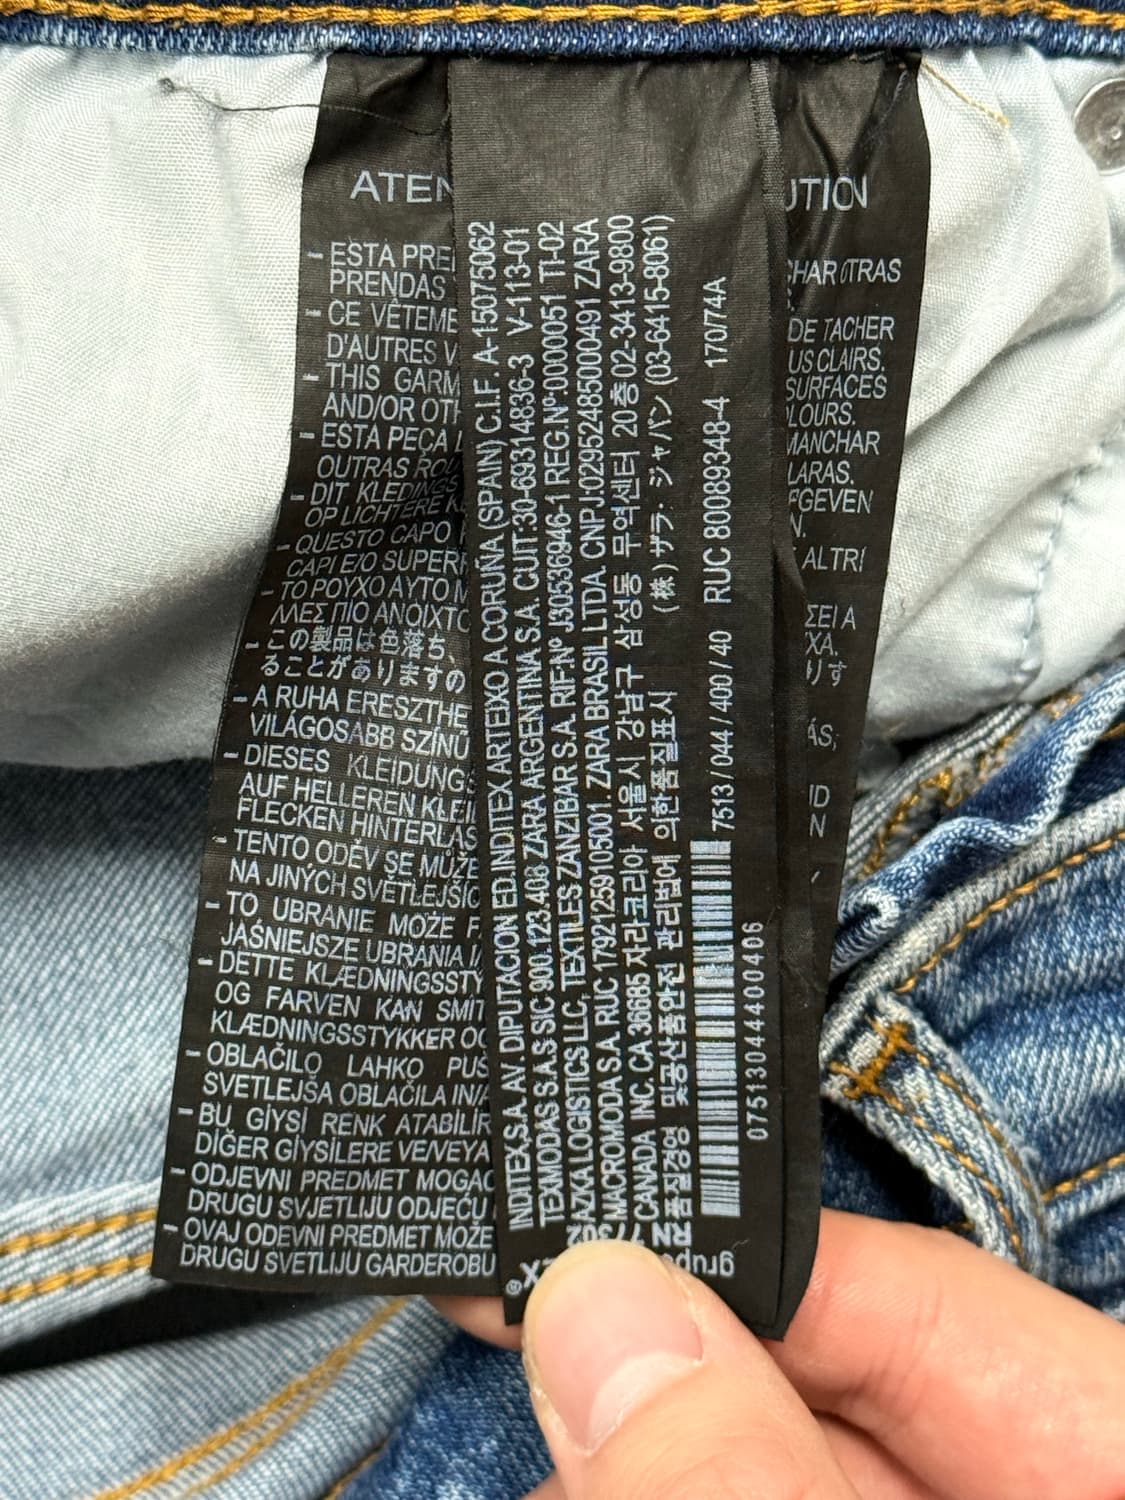 ATEN
- ESTA PRE
PRENDAS
- CE VÊTEME
D'AUTRES V
- THIS GARM
AND/OR OTH
- ESTA PEÇA
OUTRAS ROU
- DIT KLEDINGS
OP LICHTERE KL
- QUESTO CAPO
CAPI E/O SUPERF
- TO ΡΟΥΧΟ ΑΥΤΟ Μ
ΛΛΕΣ ΠΙΟ ΑΝΟΙΧΤΟ
- この製品は色落ち、
ることがありますの
- A RUHA ERESZTHE
VILÁGOSABB SZÍNŰ
- DIESES KLEIDUNG
AUF HELLEREN KLEI
FLECKEN HINTERLAS
- TENTO ODĚV SE MŮŽE
NA JINÝCH SVĚTLEJŠÍC
- TO UBRANIE MOŻE F
JAŚNIEJSZE UBRANIA I/
- DETTE KLÆDNINGSSTY
OG FARVEN KAN SMIT
KLÆDNINGSSTYKKER OG
- OBLAČILO LAHKO PUS
SVETLEJŠA OBLAČILA IN/A
- BU GİYSİ RENK ATABİLİR
DİĞER GİYSİLERE VE/VEYA
- ODJEVNI PREDMET MOGAO
DRUGU SVJETLIJU ODJEĆU
- OVAJ ODEVNI PREDMET MOŽE
DRUGU SVETLIJU GARDEROBU
INDITEX,S.A. AV. DIPUTACION ED.INDITEX ARTEIXO A CORUÑA (SPAIN) C.I.F. A-15075062
TEXMODAS S.A.S SIC 900.123.408 ZARA ARGENTINA S.A. CUIT:30-69314836-3 V-113-01
AZKA LOGISTICS LLC, TEXTILES ZANZIBAR S.A. RIF:Nº J30536946-1 REG.Nº:0000051 TI-02
MACROMODA S.A. RUC 1792125910500​1. ZARA BRASIL LTDA. CNPJ:02952485000491 ZARA
CANADA INC. CA 36685 자라코리아 서울시 강남구 삼성동 무역센터 20층 02-3413-9800
RN 77302 품질경영 및공산품안전 관리법에 의한품질표시 (株)ザラ・ジャパン (03-6415-8061)
7513 / 044 / 400 / 40 RUC 80089348-4 170/74A
07513044400406
grup
EX®
UTION
CHAR OTRAS
DE TACHER
US CLAIRS.
SURFACES
LOURS.
MANCHAR
LARAS.
FGEVEN
N.
ALTRI
ΣΕΙ Α
ΧΑ.
りす
ÁS,
ID
N